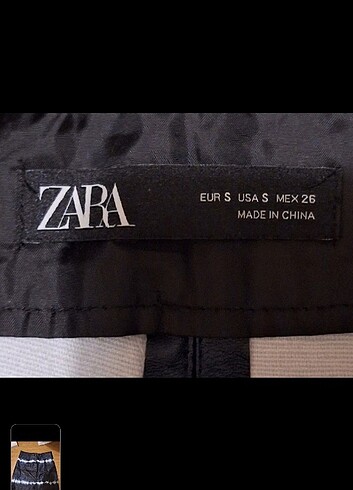 ZARA
EUR S USA S MEX 26
MADE IN CHINA